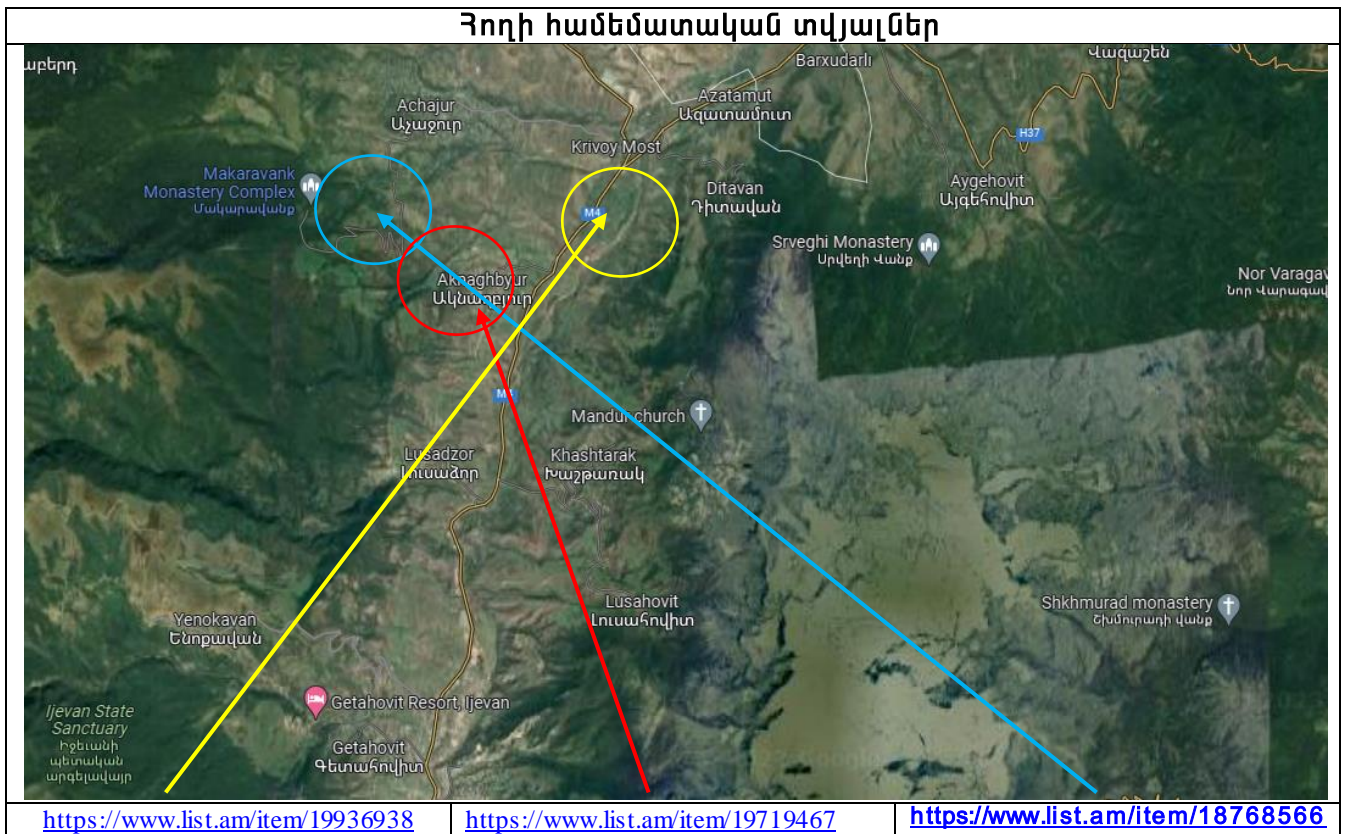 Հողի համեմատական տվյալներ
Վազաշեն
Barxudarlı
Achajur
Աչաջուր
Azatamut
Ազատամուտ
H37
Krivoy Most
Makaravank
Monastery Complex
Մակարավանք
Ditavan
Դիտավան
Aygehovit
Այգեհովիտ
M4
Srveghi Monastery
Սրվեղի Վանք
Nor Varagav
Նոր Վարագավ
Aknaghbyur
Ակնաղբյուր
M4
Mandur church
Lusadzor
Լուսաձոր
Khashtarak
Խաշթառակ
Lusahovit
Լուսահովիտ
Shkhmurad monastery
Շխմուրադի վանք
Yenokavan
Ենոքավան
Getahovit Resort, Ijevan
Ijevan State
Sanctuary
Իջեւանի
պետական
արգելավայր
Getahovit
Գետահովիտ
https://www.list.am/item/19936938
https://www.list.am/item/19719467
https://www.list.am/item/18768566